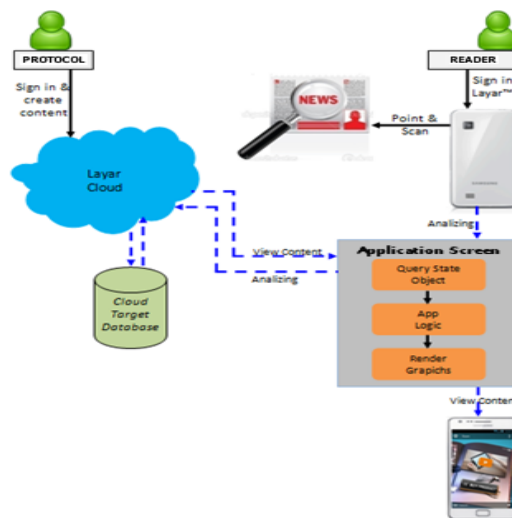 PROTOCOL
READER
Sign in &
create
content
Sign in
Layar™
NEWS
Point &
Scan
Layar
Cloud
Analizing
View Content
Analizing
Application Screen
Query State
Object
App
Logic
Render
Grapichs
Cloud
Target
Database
View Conten